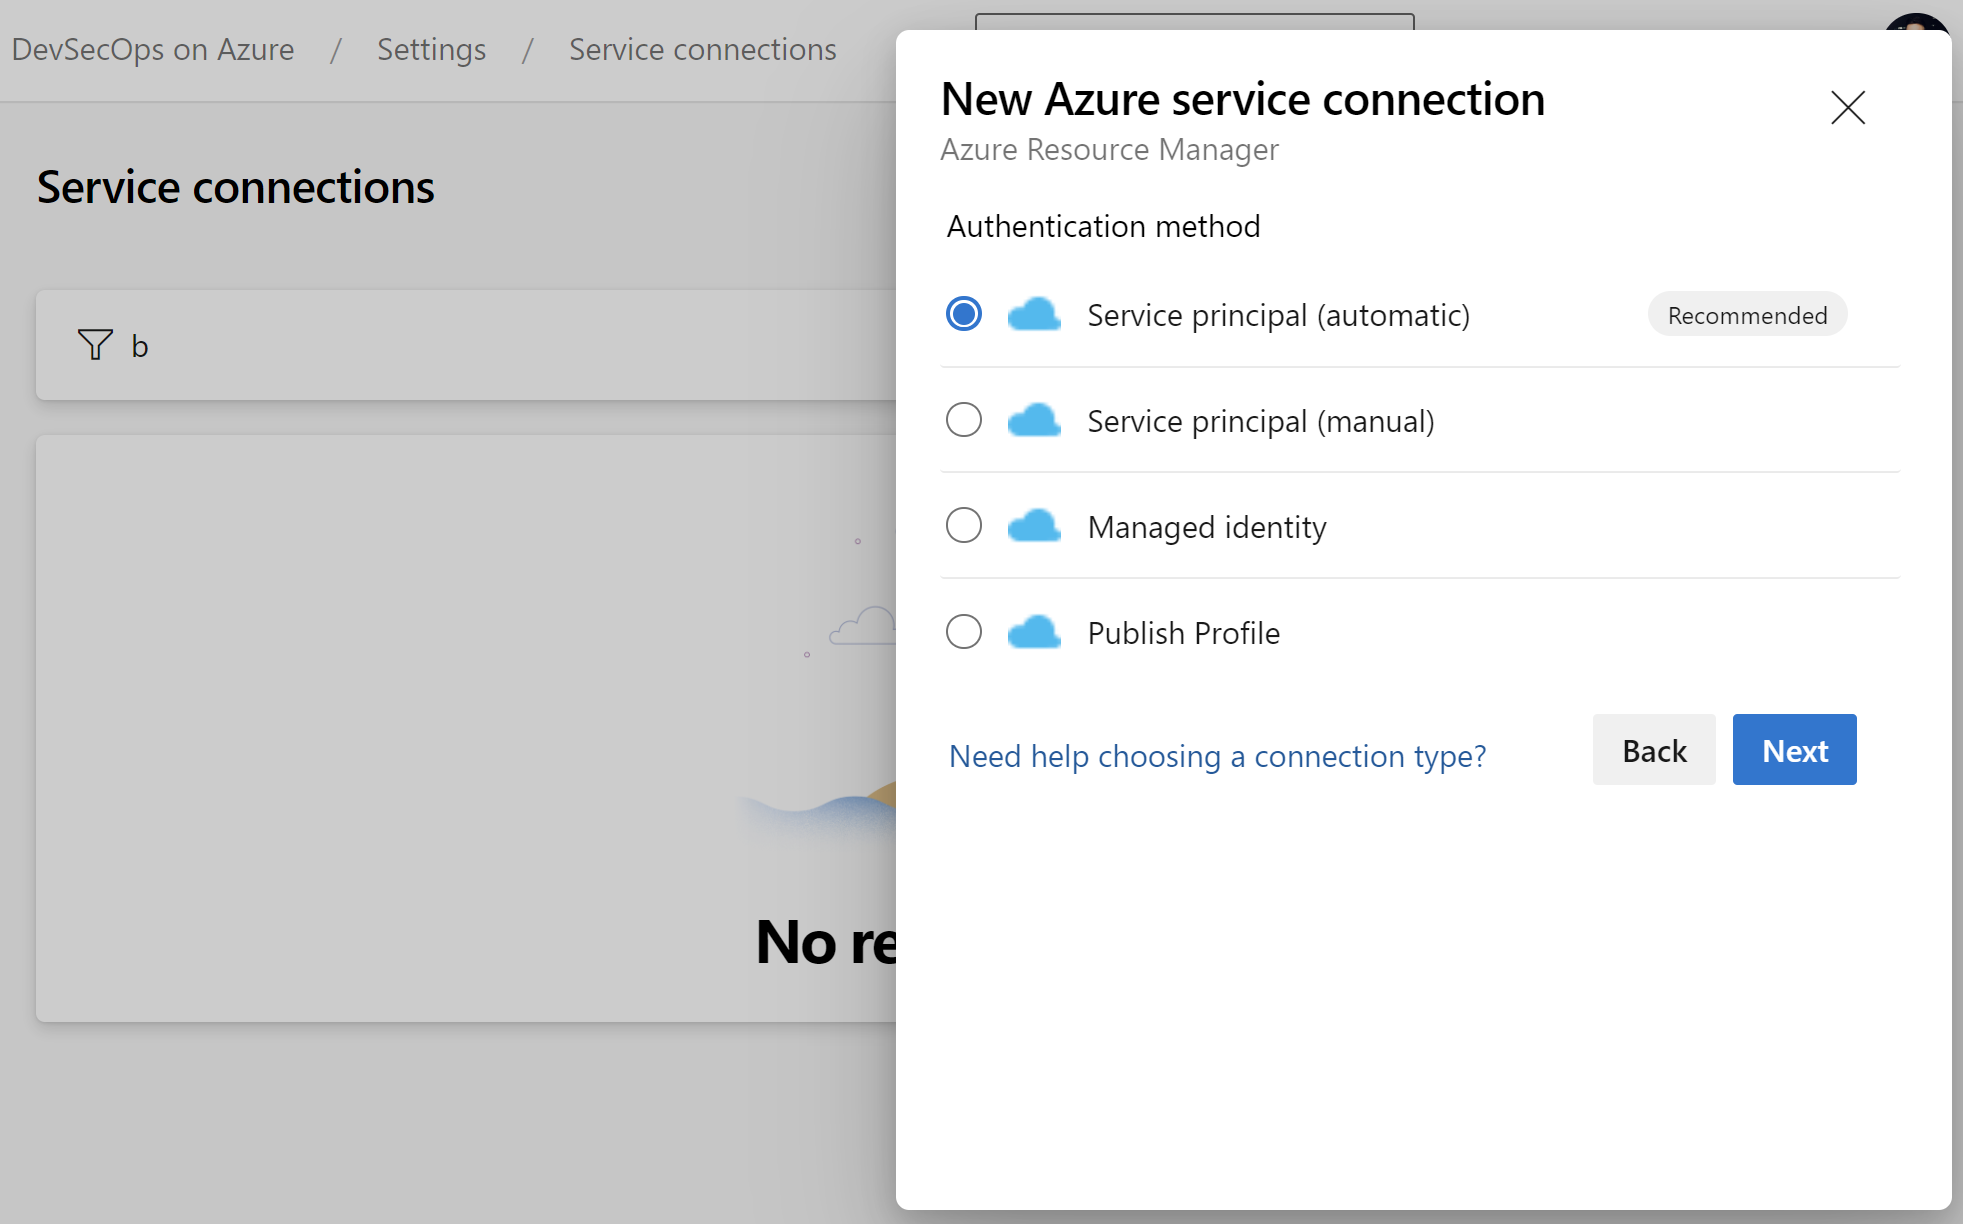 DevSecOps on Azure / Settings / Service connections
Service connections
b
No re
New Azure service connection
Azure Resource Manager
Authentication method
Service principal (automatic) Recommended
Service principal (manual)
Managed identity
Publish Profile
Need help choosing a connection type? Back Next